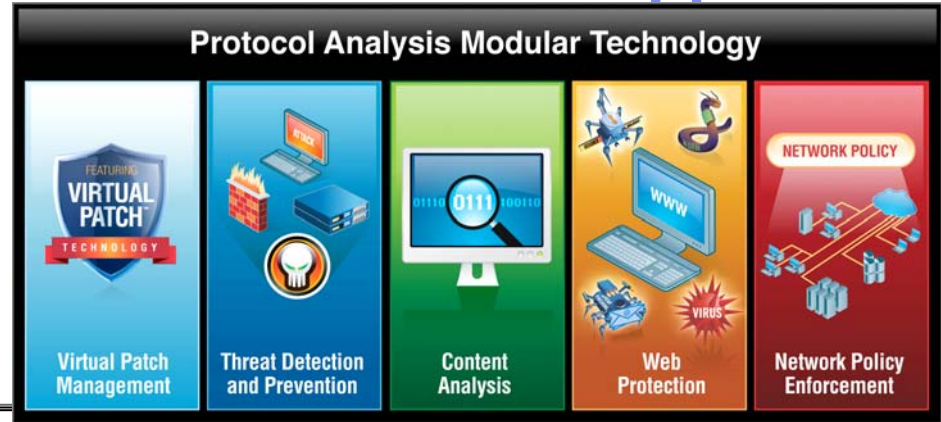 Protocol Analysis Modular Technology
FEATURING
VIRTUAL
PATCH™
TECHNOLOGY
Virtual Patch
Management
ATTACK
Threat Detection
and Prevention
01110 0111 100110
Content
Analysis
WWW
VIRUS
Web
Protection
NETWORK POLICY
Network Policy
Enforcement